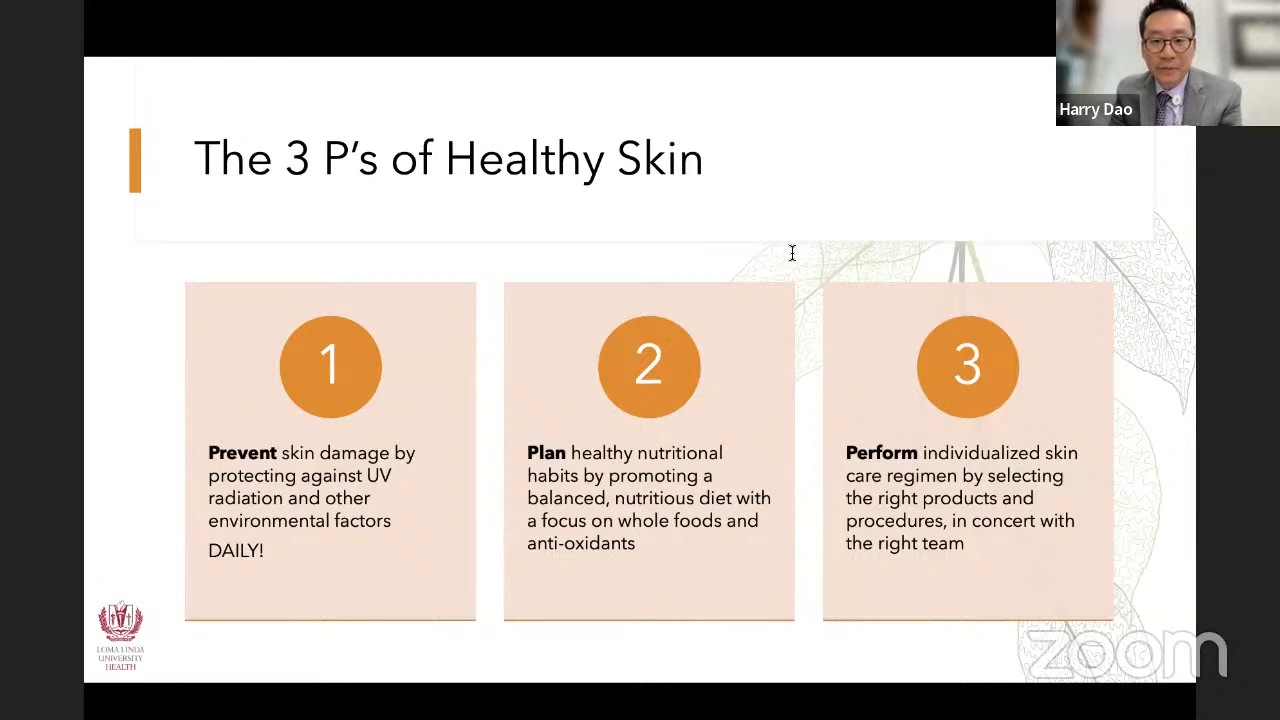 Harry Dao
The 3 P’s of Healthy Skin
1
Prevent skin damage by
protecting against UV
radiation and other
environmental factors
DAILY!
2
Plan healthy nutritional
habits by promoting a
balanced, nutritious diet with
a focus on whole foods and
anti-oxidants
3
Perform individualized skin
care regimen by selecting
the right products and
procedures, in concert with
the right team
LOMA LINDA
UNIVERSITY
HEALTH
zoom